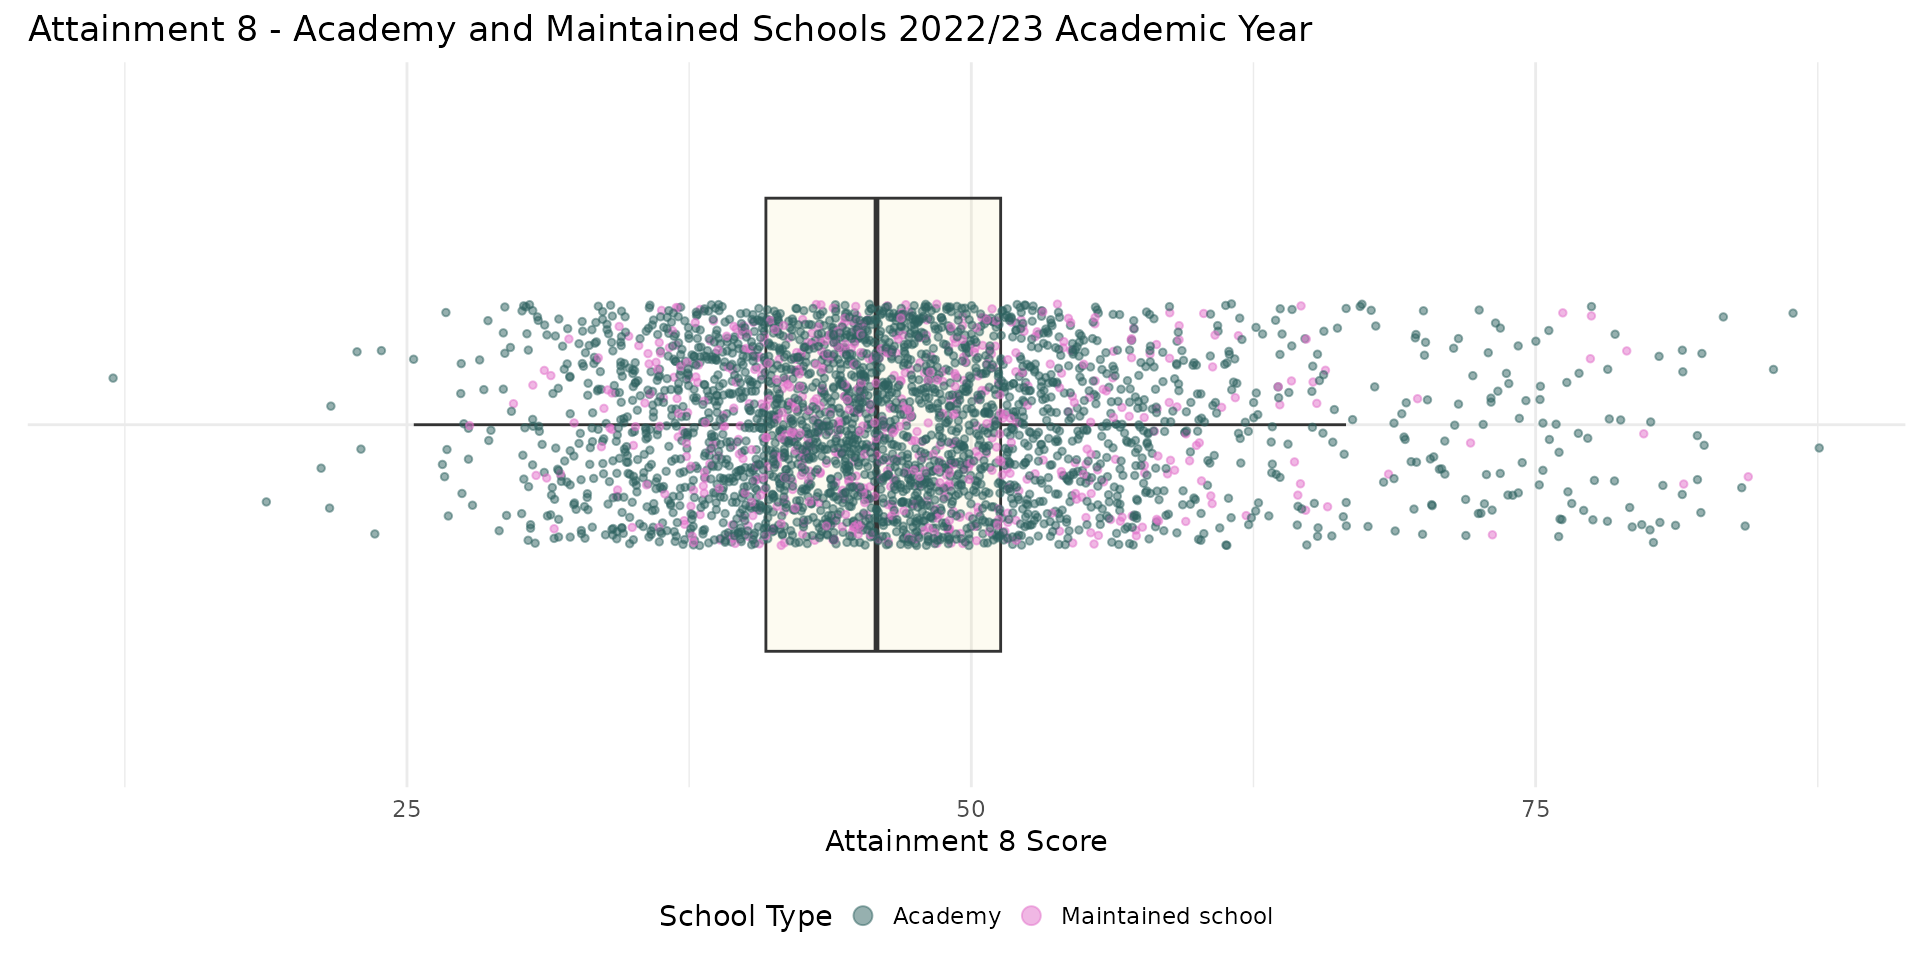 Attainment 8 - Academy and Maintained Schools 2022/23 Academic Year
25 50 75
Attainment 8 Score
School Type Academy Maintained school